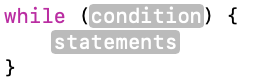 while (condition) {
statements
}